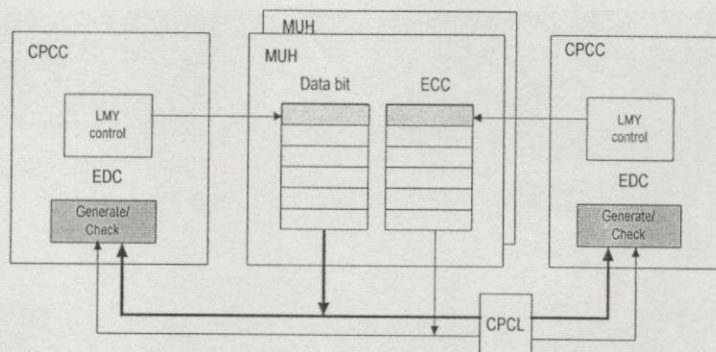 MUH
CPCC
MUH
CPCC
Data bit
ECC
LMY
control
LMY
control
EDC
EDC
Generate/
Check
Generate/
Check
CPCL